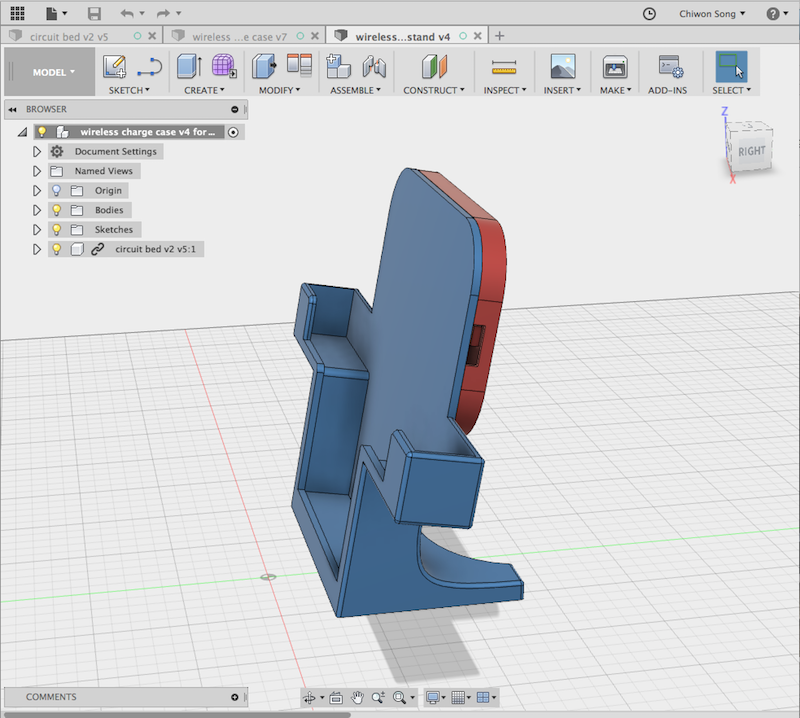 Chiwon Song
circuit bed v2 v5
wireless ...e case v7
wireless...stand v4
MODEL
SKETCH
CREATE
MODIFY
ASSEMBLE
CONSTRUCT
INSPECT
INSERT
MAKE
ADD-INS
SELECT
BROWSER
wireless charge case v4 for ...
Document Settings
Named Views
Origin
Bodies
Sketches
circuit bed v2 v5:1
Z
RIGHT
X
COMMENTS